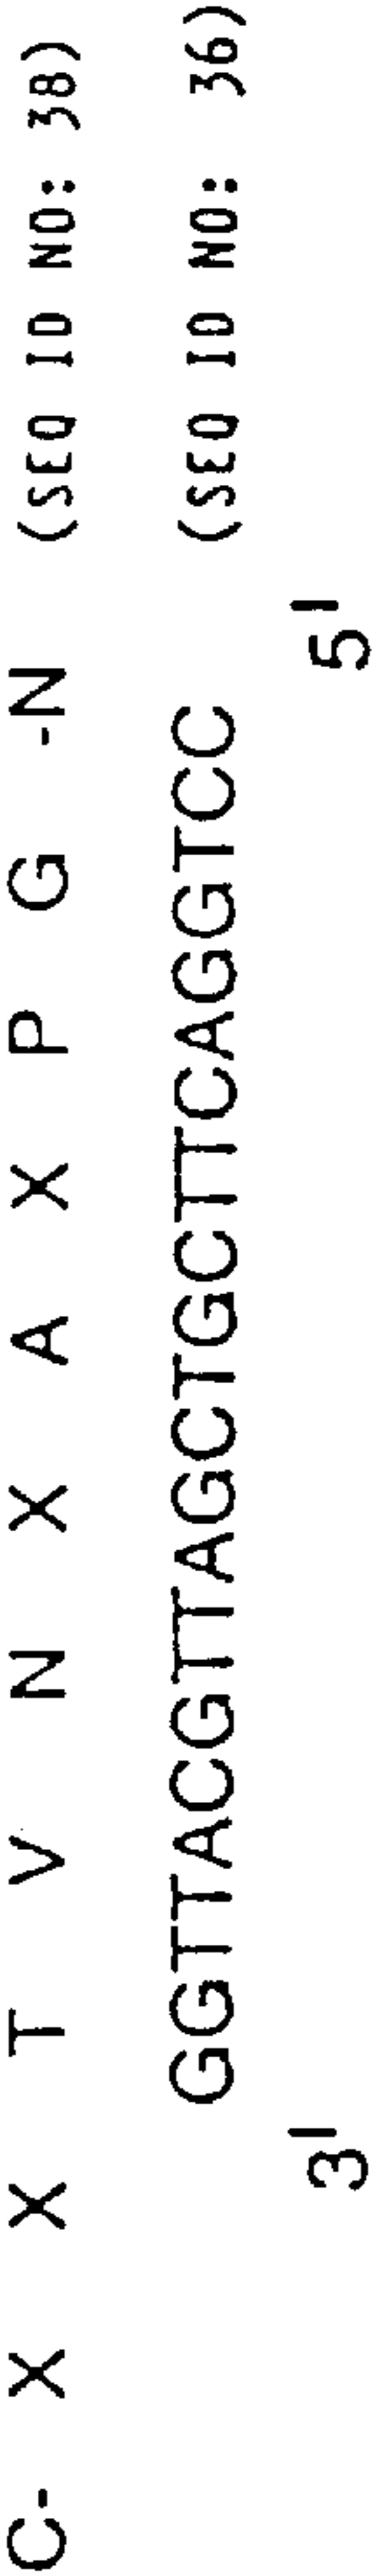 C- X X T V N X A X P G -N (SEQ ID NO: 38)
GGTTACGTTAGCTGCTTCAGGTCC (SEQ ID NO: 36)
3' 5'